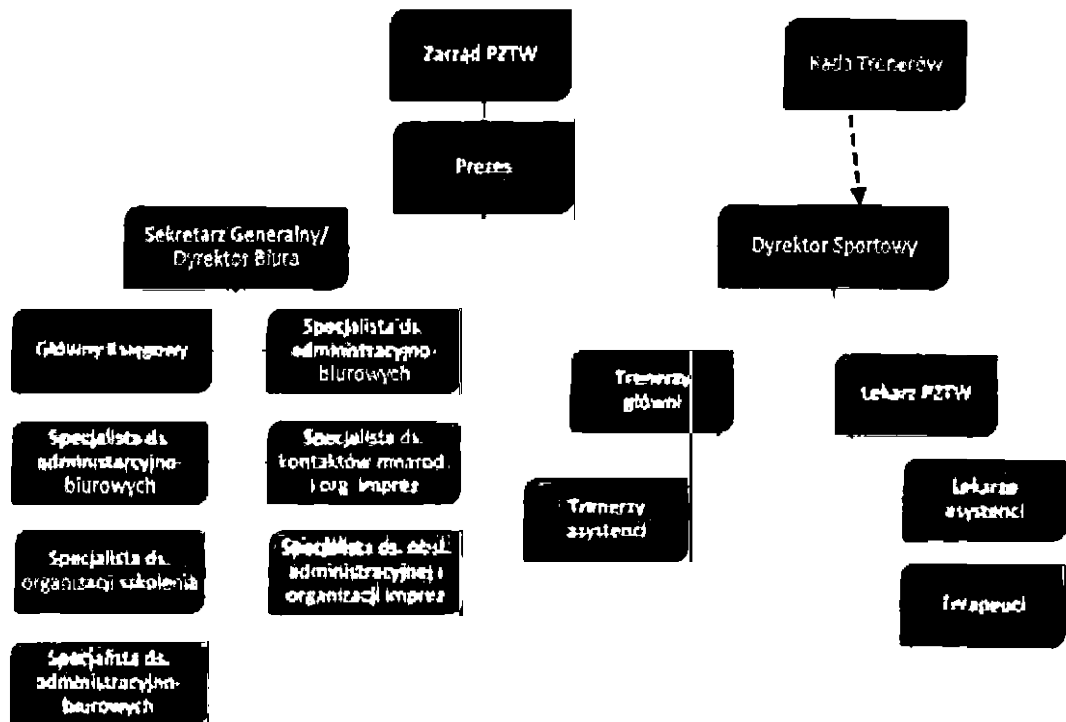 Zarząd PZTW
Rada Trenerów
Prezes
Sekretarz Generalny/
Dyrektor Biura
Dyrektor Sportowy
Główny Księgowy
Specjalista ds.
administracyjno-
biurowych
Trenerzy
główni
Lekarz PZTW
Specjalista ds.
administarcyjno-
biurowych
Specjalista ds.
kontaktów mnarod.
i org. imprez
Trenerzy
asystenci
Lekarze
asystenci
Specjalista ds.
organizacji szkolenia
Specjalista ds. obsł.
administracyjnej i
organizacji imprez
Terapeuci
Specjalista ds.
administracyjno-
biurowych